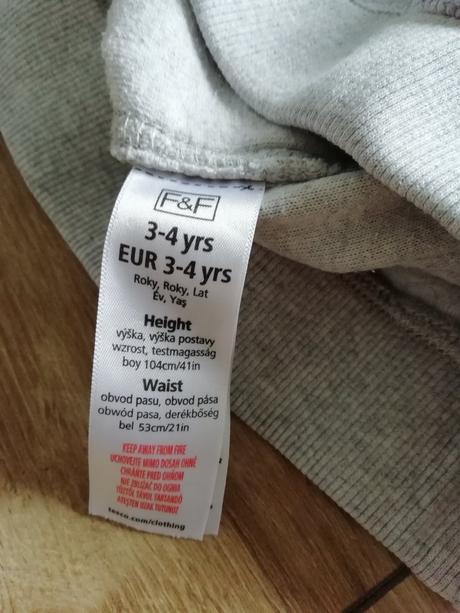 F&F
3-4 yrs
EUR 3-4 yrs
Roky, Roky, Lat
Év, Yaş
Height
výška, výška postavy
wzrost, testmagasság
boy 104cm/41in
Waist
obvod pasu, obvod pása
obwód pasa, derékbőség
bel 53cm/21in
KEEP AWAY FROM FIRE
UCHOVEJTE MIMO DOSAH OHNĚ
CHRÁŇTE PRED OHŇOM
NIE ZBLIŻAĆ DO OGNIA
TŰZTŐL TÁVOL TARTANDÓ
ATEŞTEN UZAK TUTUNUZ
tesco.com/clothing